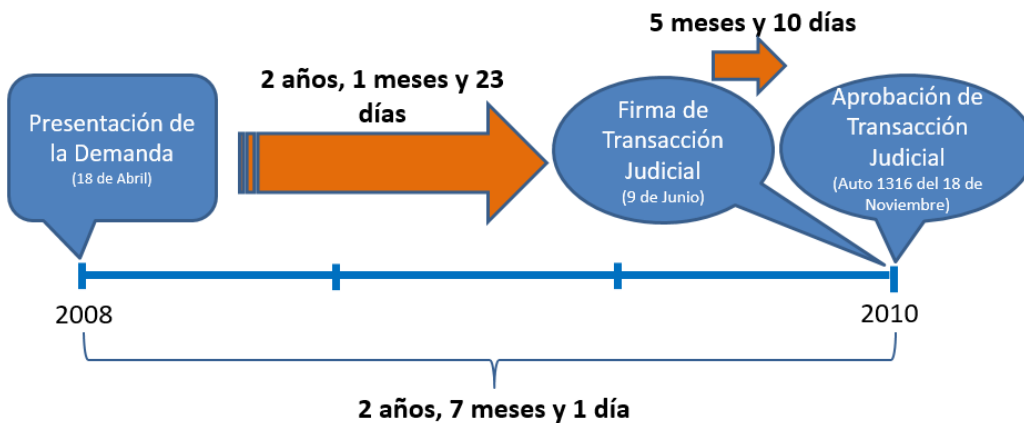 5 meses y 10 días
2 años, 1 meses y 23
días
Presentación de
la Demanda
(18 de Abril)
Firma de
Transacción
Judicial
(9 de Junio)
Aprobación de
Transacción
Judicial
(Auto 1316 del 18 de
Noviembre)
2008
2010
2 años, 7 meses y 1 día